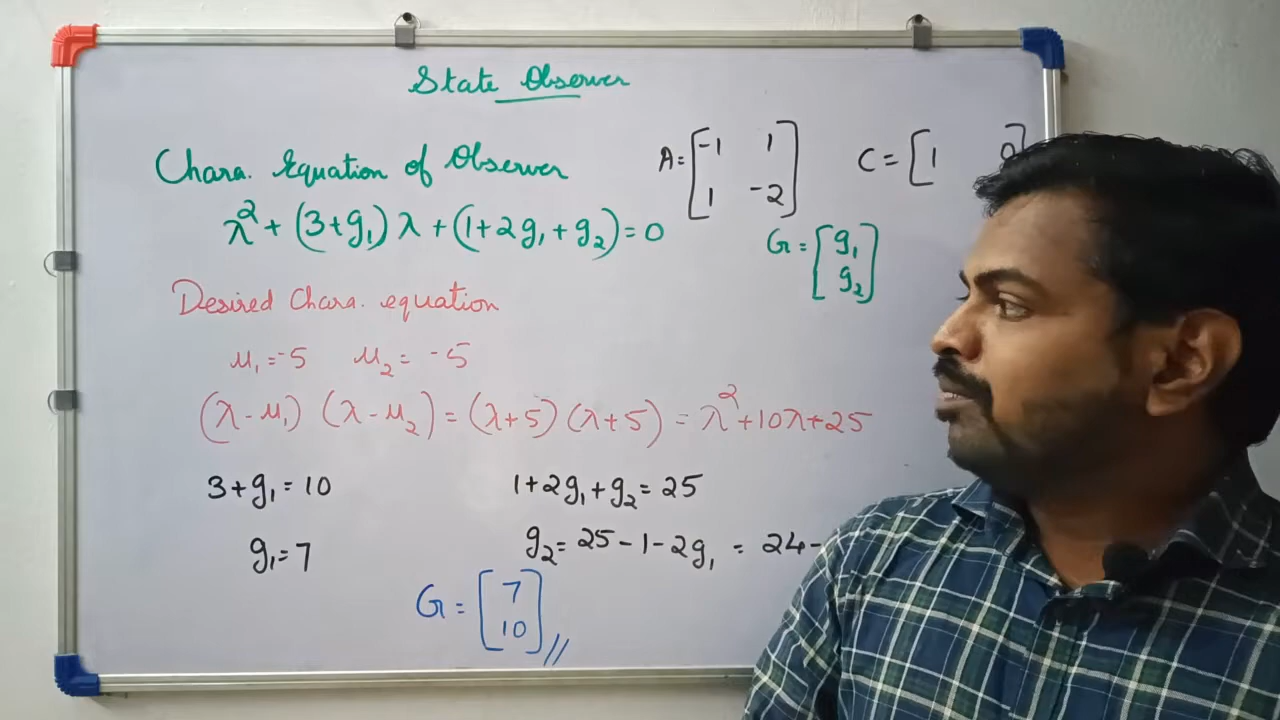 State Observer
Chara. Equation of Observer
A = [-1 1
1 -2]
C = [1 0]
λ² + (3+g₁) λ + (1+2g₁+g₂) = 0
G = [g₁
g₂]
Desired Chara. equation
μ₁ = -5 μ₂ = -5
(λ-μ₁) (λ-μ₂) = (λ+5) (λ+5) = λ²+10λ+25
3+g₁ = 10
1+2g₁+g₂ = 25
g₁ = 7
g₂ = 25-1-2g₁ = 24-
G = [7
10] //